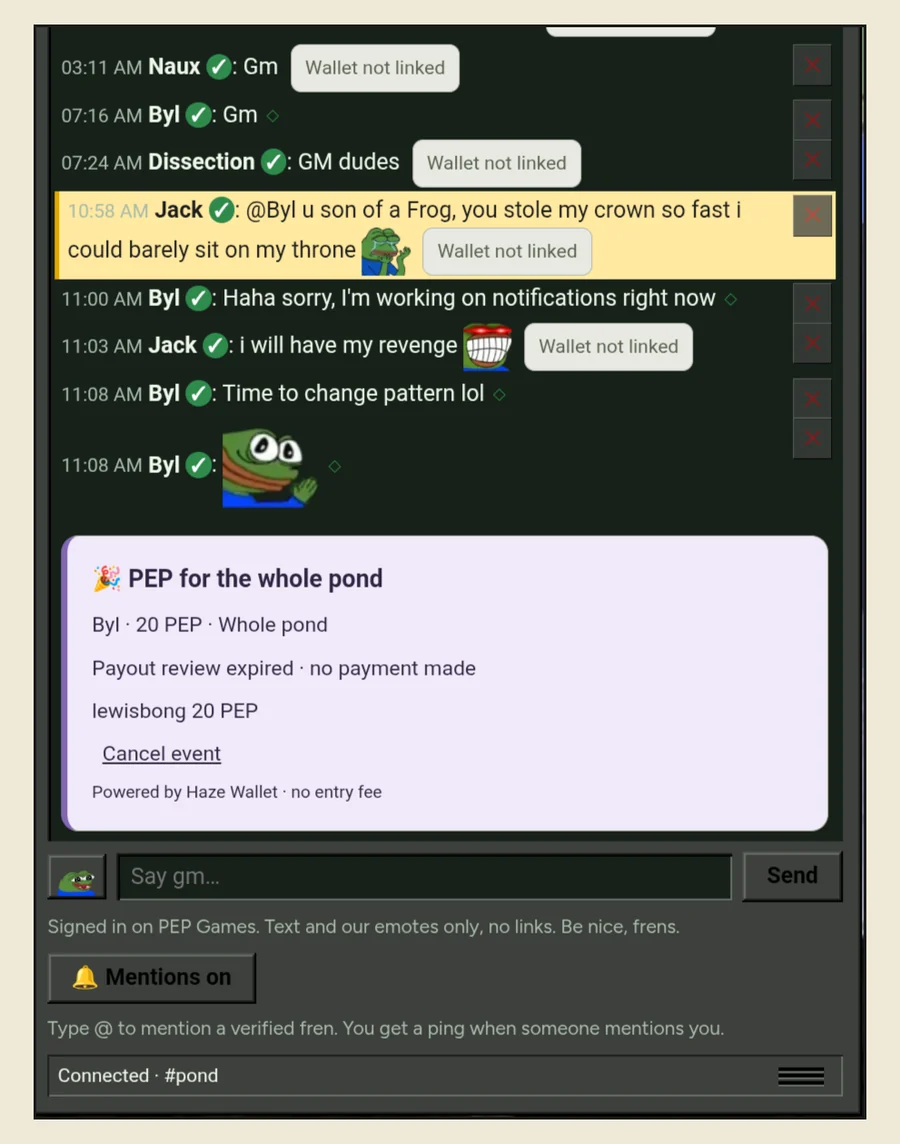 03:11 AM Naux ✓: Gm Wallet not linked
07:16 AM Byl ✓: Gm ◇
07:24 AM Dissection ✓: GM dudes Wallet not linked
10:58 AM Jack ✓: @Byl u son of a Frog, you stole my crown so fast i
could barely sit on my throne Wallet not linked
11:00 AM Byl ✓: Haha sorry, I'm working on notifications right now ◇
11:03 AM Jack ✓: i will have my revenge Wallet not linked
11:08 AM Byl ✓: Time to change pattern lol ◇
11:08 AM Byl ✓: ◇
🎉 PEP for the whole pond
Byl · 20 PEP · Whole pond
Payout review expired · no payment made
lewisbong 20 PEP
Cancel event
Powered by Haze Wallet · no entry fee
Say gm…
Send
Signed in on PEP Games. Text and our emotes only, no links. Be nice, frens.
🔔 Mentions on
Type @ to mention a verified fren. You get a ping when someone mentions you.
Connected · #pond